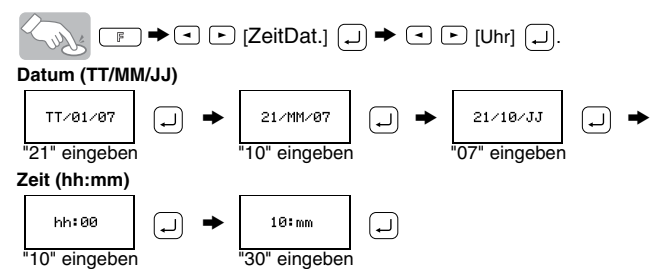 F [ZeitDat.] [Uhr] .
Datum (TT/MM/JJ)
TT/01/07 21/MM/07 21/10/JJ
"21" eingeben "10" eingeben "07" eingeben
Zeit (hh:mm)
hh:00 10:mm
"10" eingeben "30" eingeben